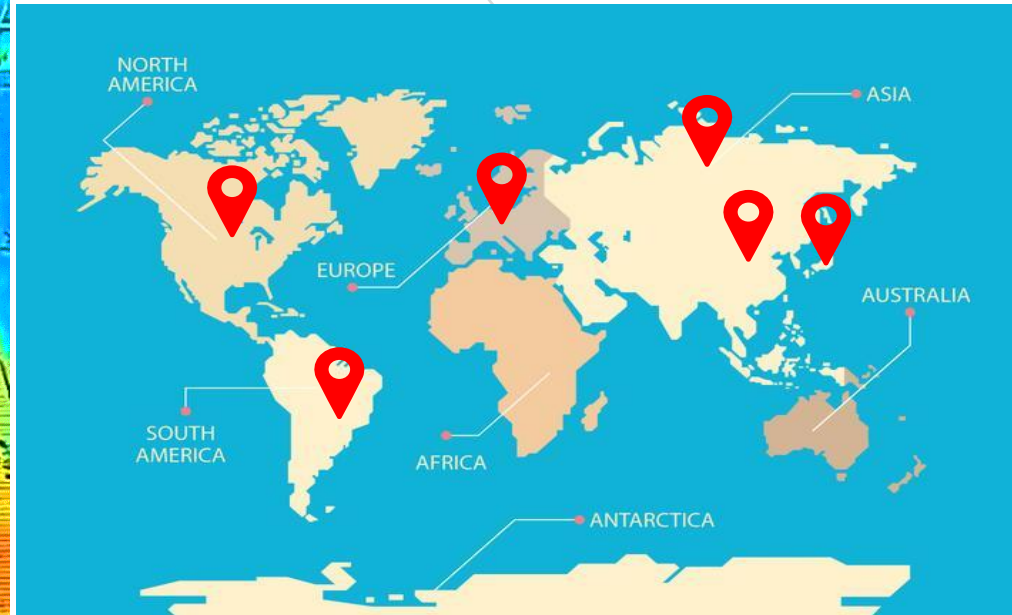 NORTH
AMERICA
ASIA
EUROPE
AUSTRALIA
SOUTH
AMERICA
AFRICA
ANTARCTICA